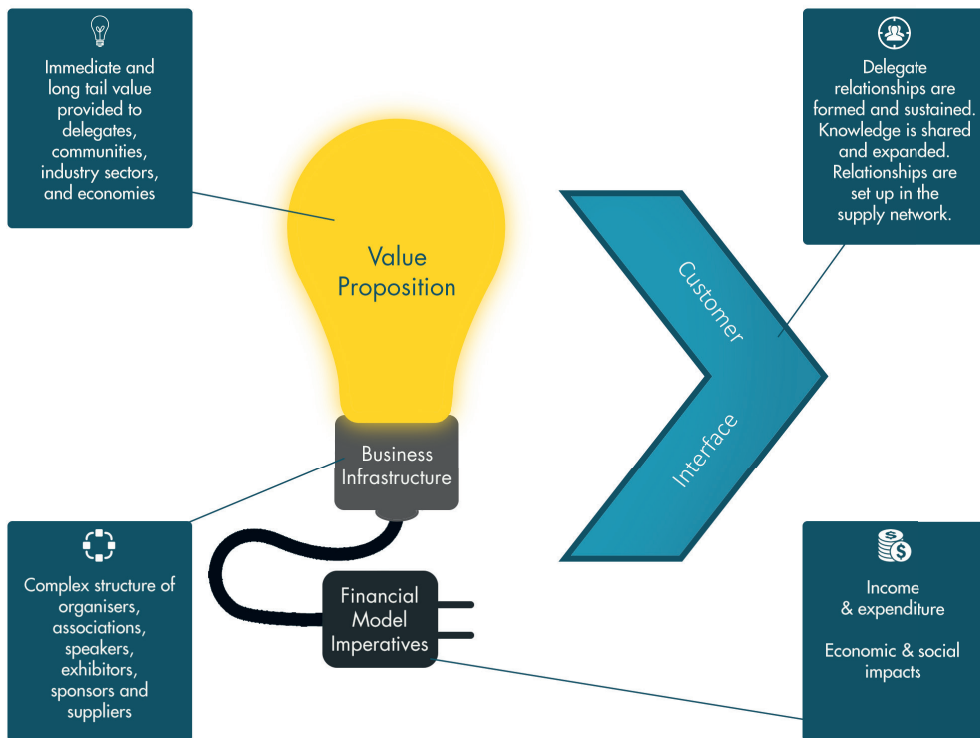 Immediate and
long tail value
provided to
delegates,
communities,
industry sectors,
and economies
Value
Proposition
Business
Infrastructure
Financial
Model
Imperatives
Customer
Interface
Delegate
relationships are
formed and sustained.
Knowledge is shared
and expanded.
Relationships are
set up in the
supply network.
Complex structure of
organisers,
associations,
speakers,
exhibitors,
sponsors and
suppliers
$
$
Income
& expenditure
Economic & social
impacts